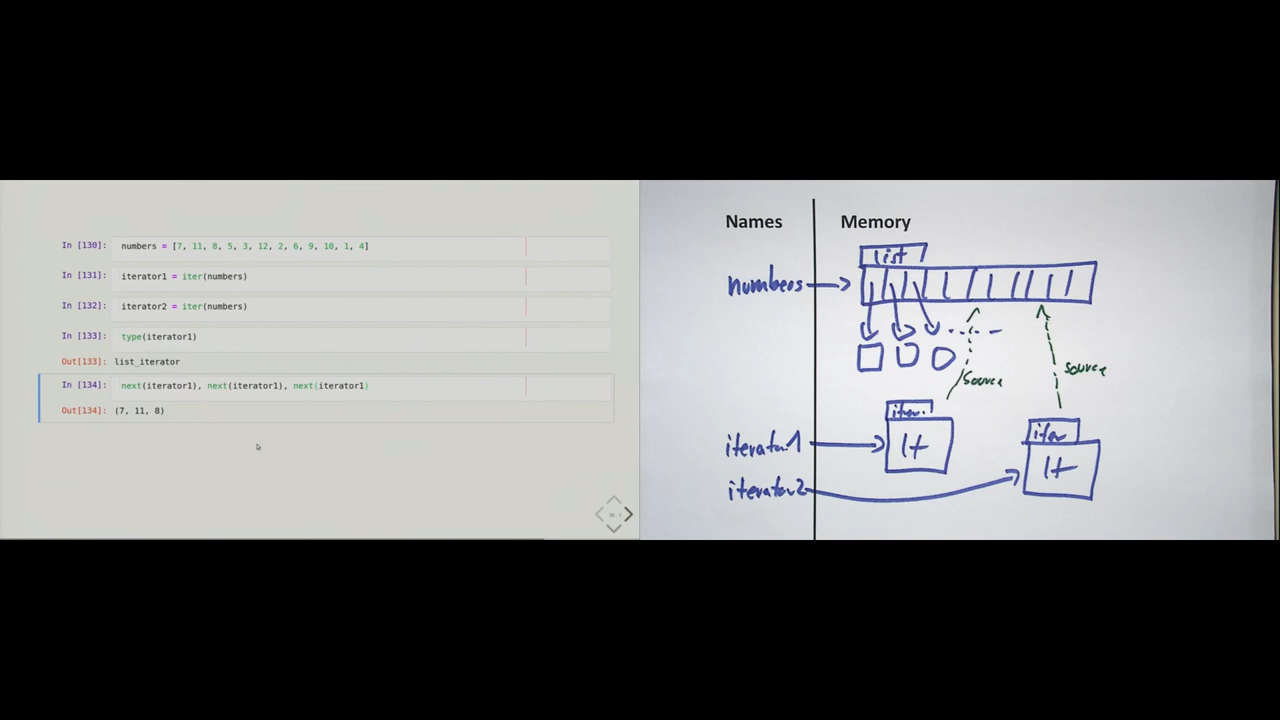 In [130]: numbers = [7, 11, 8, 5, 3, 12, 2, 6, 9, 10, 1, 4]
In [131]: iterator1 = iter(numbers)
In [132]: iterator2 = iter(numbers)
In [133]: type(iterator1)
Out[133]: list_iterator
In [134]: next(iterator1), next(iterator1), next(iterator1)
Out[134]: (7, 11, 8)
Names Memory
list
numbers
source source
iter.
iterator1 1+
iter
iterator2 1+